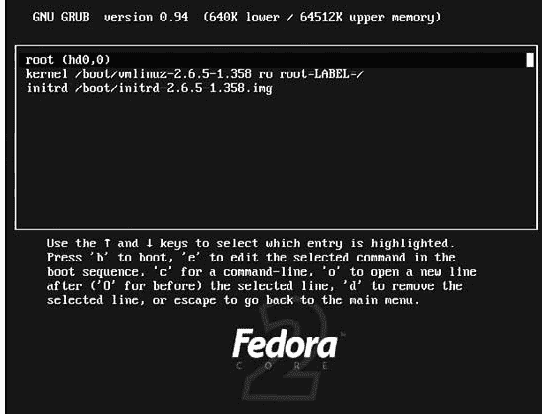 GNU GRUB version 0.94 (640K lower / 64512K upper memory)
root (hd0,0)
kernel /boot/vmlinuz-2.6.5-1.358 ro root=LABEL=/
initrd /boot/initrd-2.6.5-1.358.img
Use the ↑ and ↓ keys to select which entry is highlighted.
Press 'b' to boot, 'e' to edit the selected command in the
boot sequence, 'c' for a command-line, 'o' to open a new line
after ('O' for before) the selected line, 'd' to remove the
selected line, or escape to go back to the main menu.
2
Fedora™
CORE